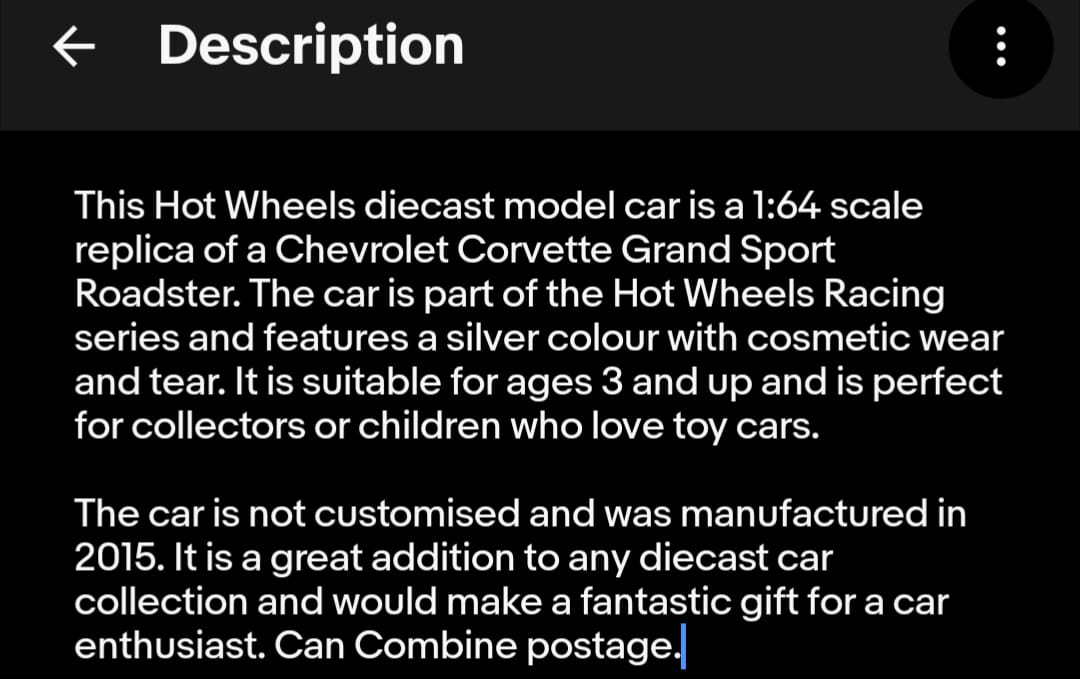 Description
This Hot Wheels diecast model car is a 1:64 scale
replica of a Chevrolet Corvette Grand Sport
Roadster. The car is part of the Hot Wheels Racing
series and features a silver colour with cosmetic wear
and tear. It is suitable for ages 3 and up and is perfect
for collectors or children who love toy cars.
The car is not customised and was manufactured in
2015. It is a great addition to any diecast car
collection and would make a fantastic gift for a car
enthusiast. Can Combine postage.